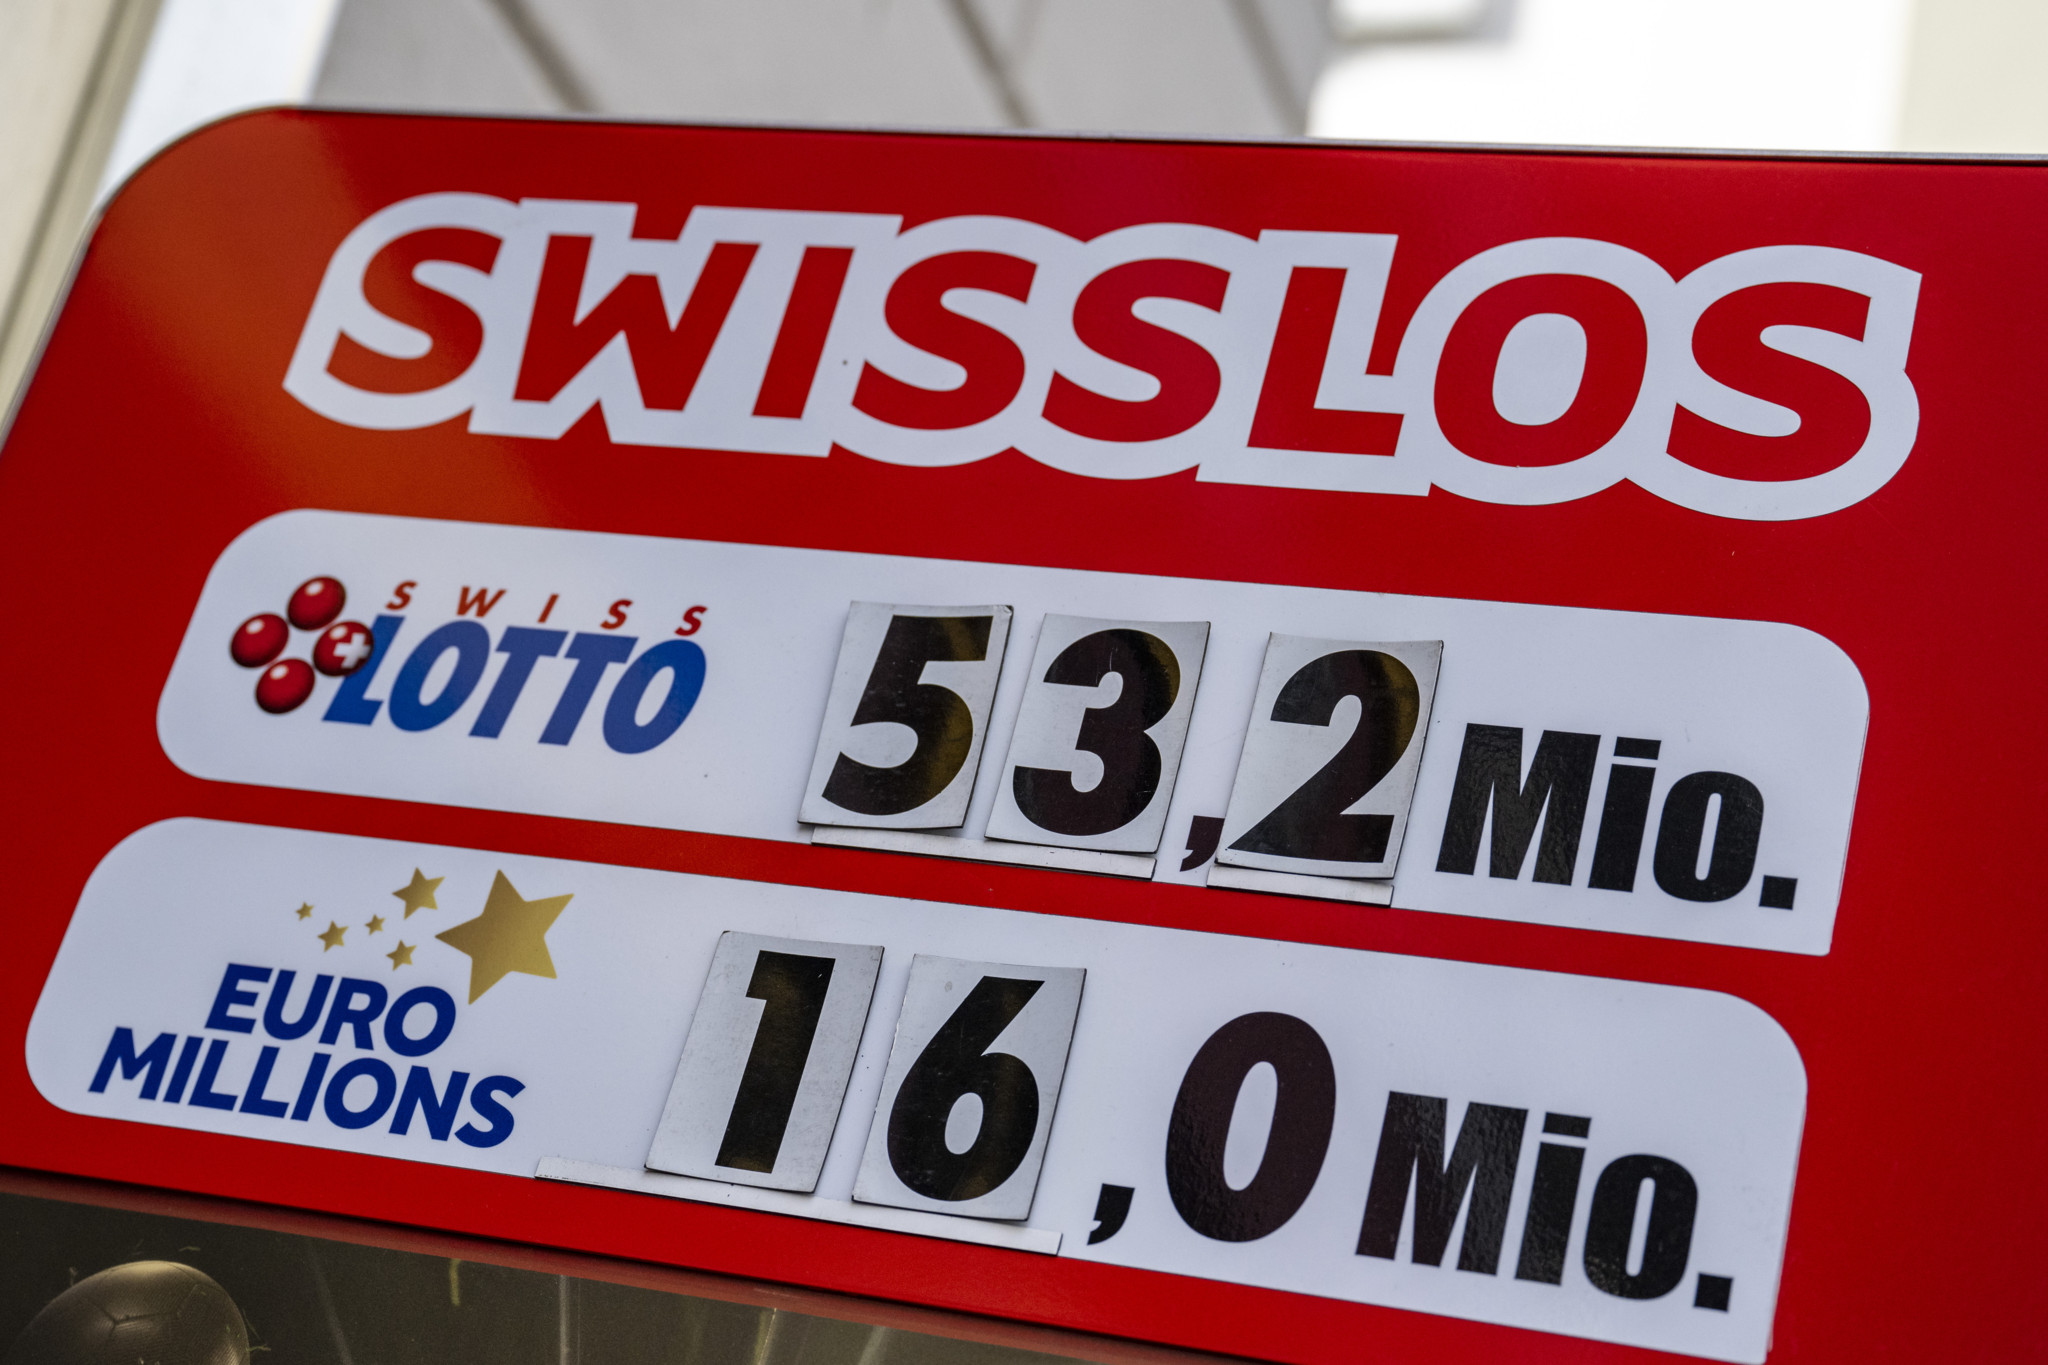 SWISSLOS
SWISS
LOTTO
53,2 Mio.
EURO
MILLIONS
16,0 Mio.